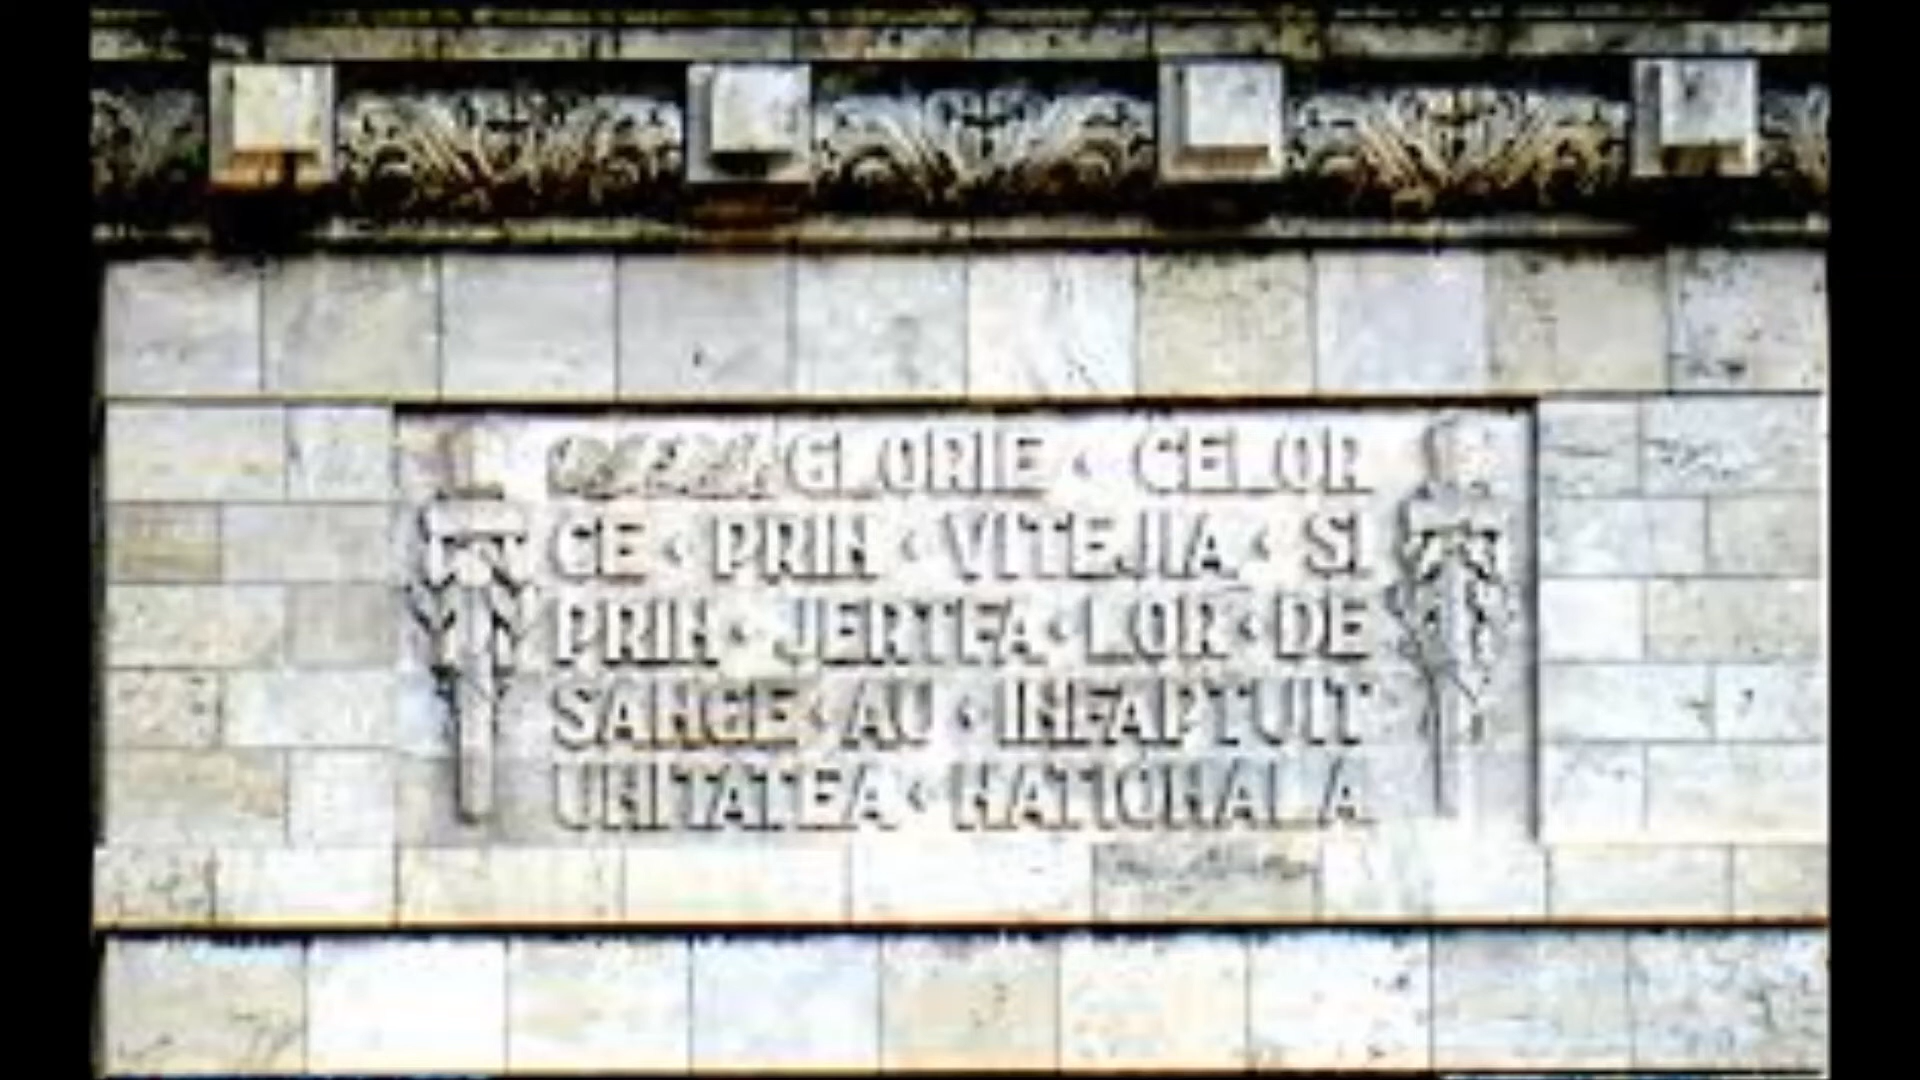 GLORIE · CELOR
CE · PRIN · VITEJIA · SI
PRIN · JERTFA · LOR · DE
SANGE · AU · INFAPTUIT
UNITATEA · NATIONALA